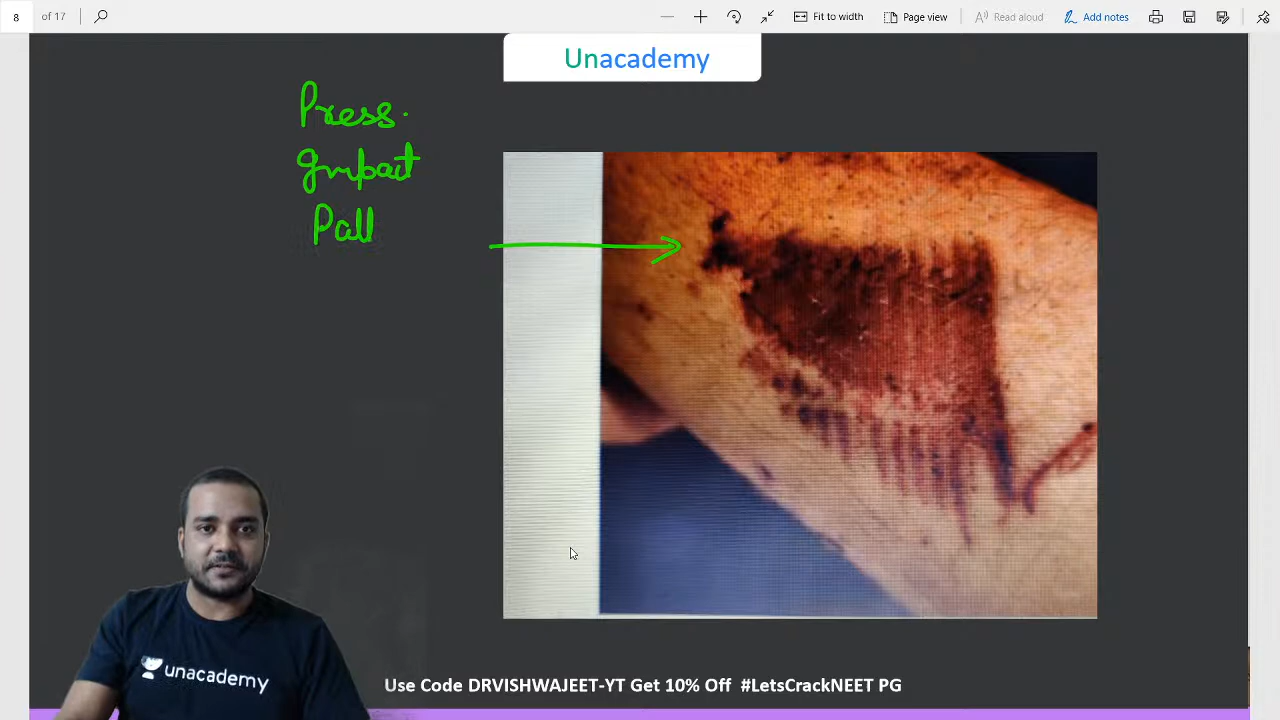 8 of 17 Fit to width Page view Read aloud Add notes
Unacademy
Press.
Impact
Pall
unacademy
Use Code DRVISHWAJEET-YT Get 10% Off #LetsCrackNEET PG